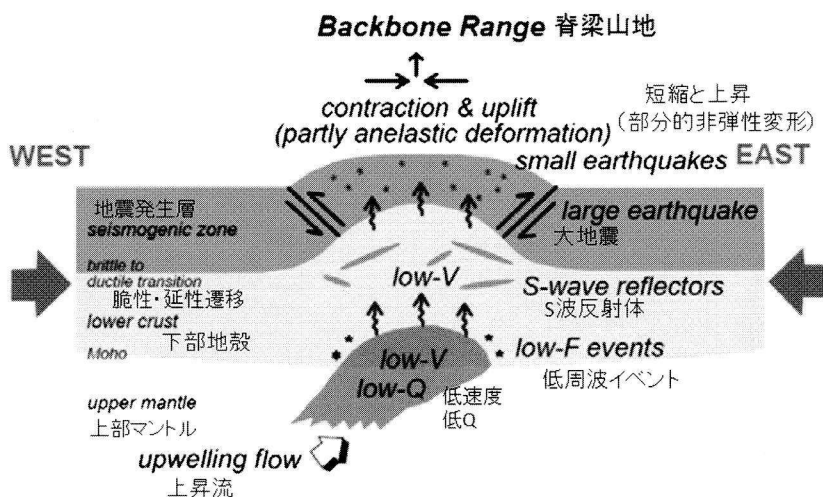 Backbone Range 脊梁山地
contraction & uplift
(partly anelastic deformation)
短縮と上昇
(部分的非弾性変形)
WEST
small earthquakes
EAST
地震発生層
seismogenic zone
large earthquake
大地震
brittle to
ductile transition
脆性・延性遷移
low-V
S-wave reflectors
S波反射体
lower crust
下部地殻
Moho
low-V
low-Q
低速度
低Q
low-F events
低周波イベント
upper mantle
上部マントル
upwelling flow
上昇流